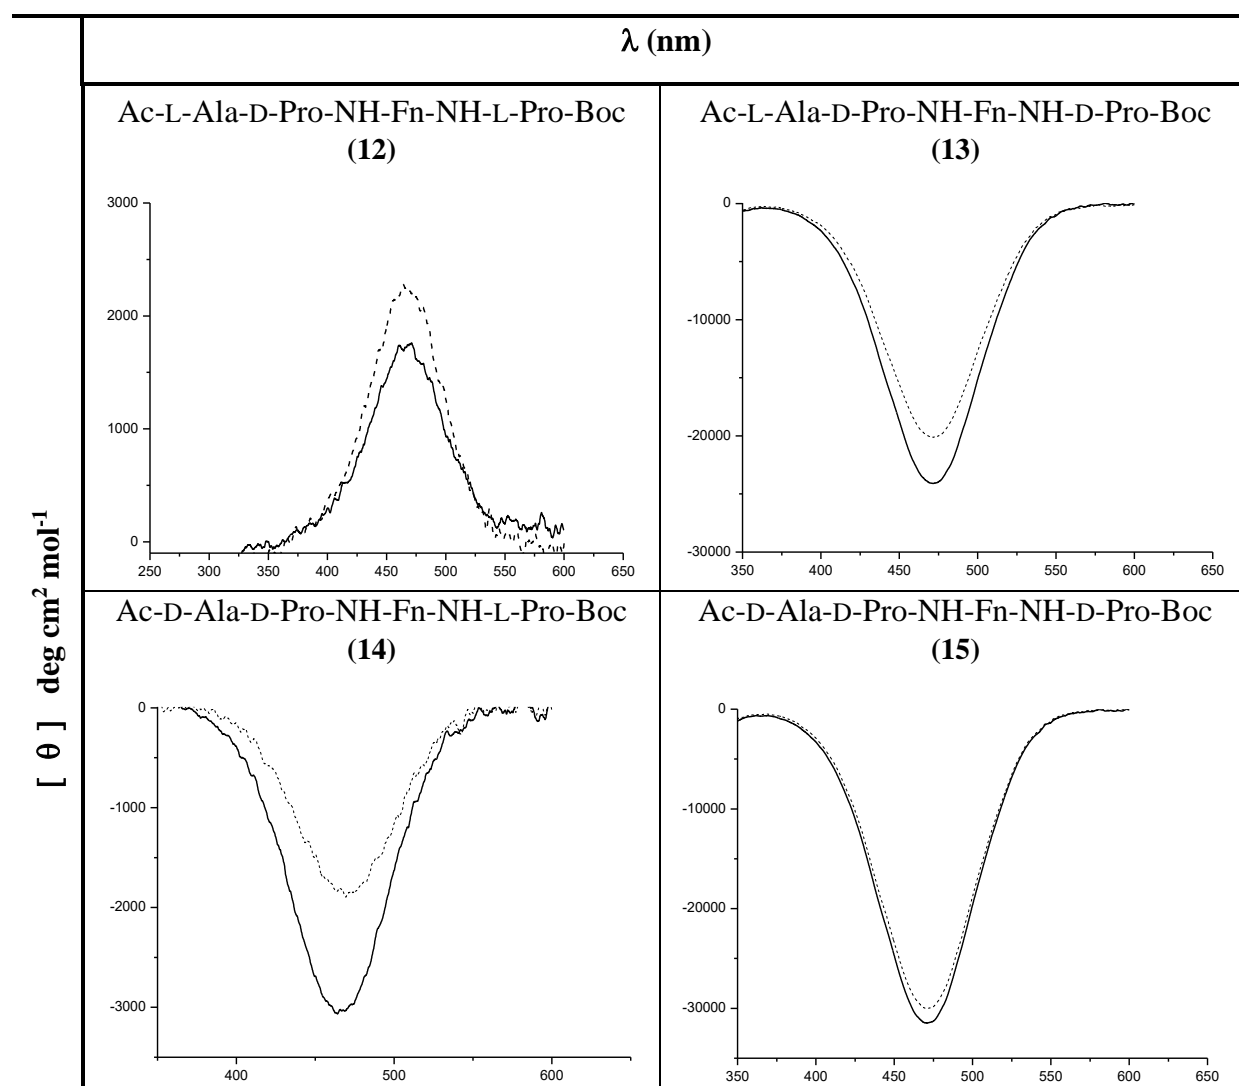 λ (nm)
[ θ ] deg cm² mol⁻¹
Ac-L-Ala-D-Pro-NH-Fn-NH-L-Pro-Boc
(12)
3000
2000
1000
0
250 300 350 400 450 500 550 600 650
Ac-L-Ala-D-Pro-NH-Fn-NH-D-Pro-Boc
(13)
0
-10000
-20000
-30000
350 400 450 500 550 600 650
Ac-D-Ala-D-Pro-NH-Fn-NH-L-Pro-Boc
(14)
0
-1000
-2000
-3000
400 500 600
Ac-D-Ala-D-Pro-NH-Fn-NH-D-Pro-Boc
(15)
0
-10000
-20000
-30000
350 400 450 500 550 600 650